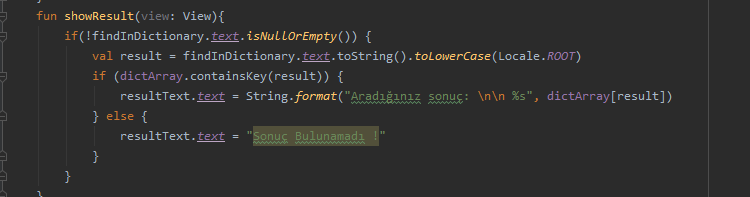 }
fun showResult(view: View){
if(!findInDictionary.text.isNullOrEmpty()) {
val result = findInDictionary.text.toString().toLowerCase(Locale.ROOT)
if (dictArray.containsKey(result)) {
resultText.text = String.format("Aradığınız sonuç: \n\n %s", dictArray[result])
} else {
resultText.text = "Sonuç Bulunamadı !"
}
}
}